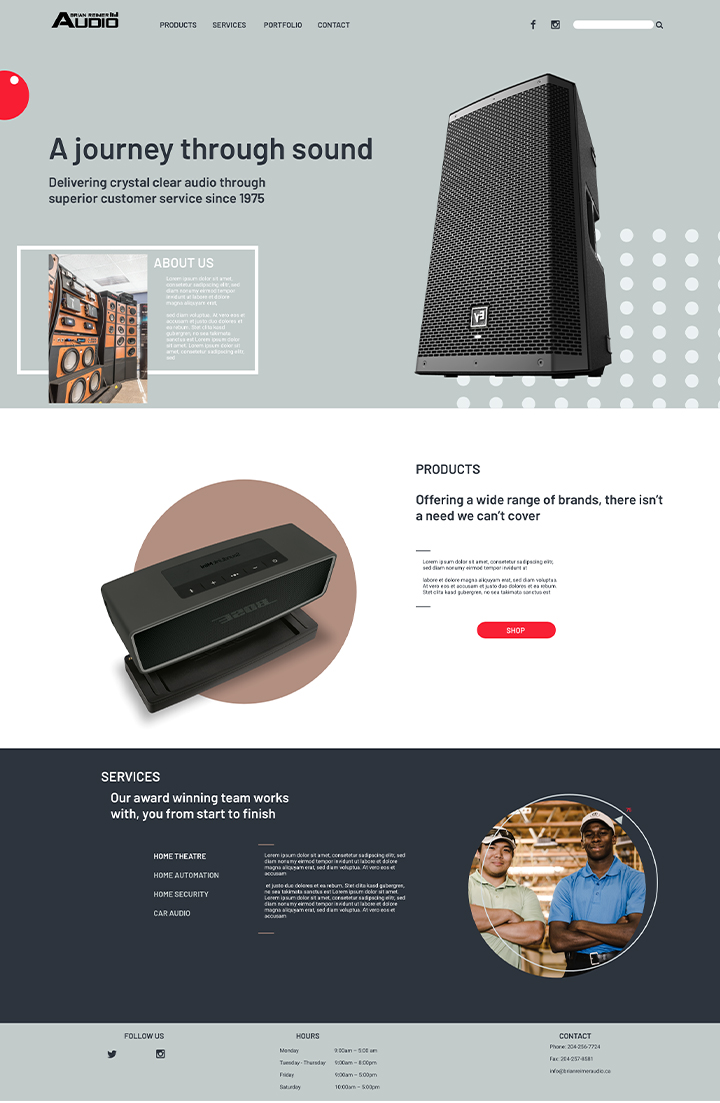 BRIAN REIMER
AUDIO
PRODUCTS SERVICES PORTFOLIO CONTACT
A journey through sound
Delivering crystal clear audio through
superior customer service since 1975
ABOUT US
Lorem ipsum dolor sit amet,
consetetur sadipscing elitr, sed
diam nonumy eirmod tempor
invidunt ut labore et dolore
magna aliquyam erat,
sed diam voluptua. At vero eos et
accusam et justo duo dolores et
ea rebum. Stet clita kasd
gubergren, no sea takimata
sanctus est Lorem ipsum dolor sit
amet, consetetur sadipscing elitr,
sed
PRODUCTS
Offering a wide range of brands, there isn't
a need we can't cover
Lorem ipsum dolor sit amet, consetetur sadipscing elitr,
sed diam nonumy eirmod tempor invidunt ut
labore et dolore magna aliquyam erat, sed diam voluptua.
At vero eos et accusam et justo duo dolores et ea rebum.
Stet clita kasd gubergren, no sea takimata sanctus est
SHOP
BOSE
SERVICES
Our award winning team works
with, you from start to finish
HOME THEATRE
HOME AUTOMATION
HOME SECURITY
CAR AUDIO
Lorem ipsum dolor sit amet, consetetur sadipscing elitr,
sed diam nonumy eirmod tempor invidunt ut labore et dolore
magna aliquyam erat, sed diam voluptua. At vero eos et
accusam
et justo duo dolores et ea rebum. Stet clita kasd gubergren,
no sea takimata sanctus est Lorem ipsum dolor sit amet.
Lorem ipsum dolor sit amet, consetetur sadipscing elitr, sed
diam nonumy eirmod tempor invidunt ut labore et dolore
magna aliquyam erat, sed diam voluptua. At vero eos et
accusam
FOLLOW US
HOURS
Monday 9:00am – 5:00 am
Tuesday - Thursday 9:00am – 8:00pm
Friday 9:00am – 5:00pm
Saturday 10:00am – 5:00pm
CONTACT
Phone: 204-256-7724
Fax: 204-257-8581
info@brianreimeraudio.ca